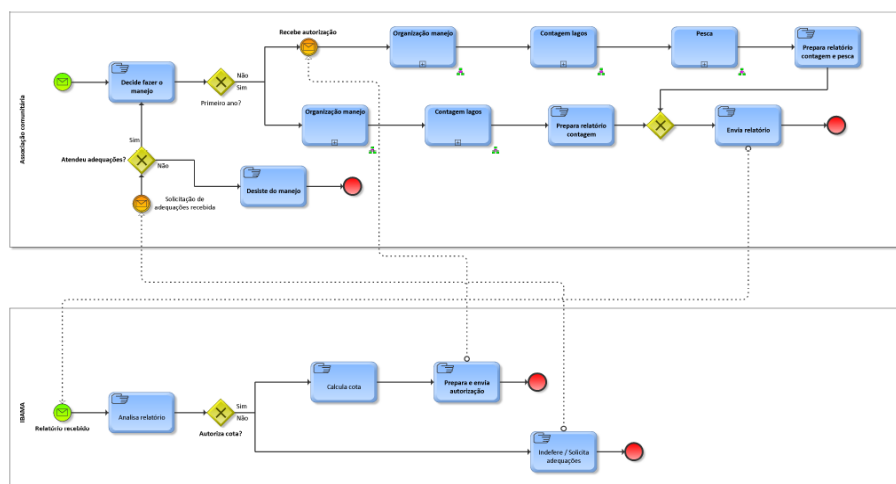 Associação comunitária
Recebe autorização
Organização manejo
Contagem lagos
Pesca
Prepara relatório
contagem e pesca
Decide fazer o
manejo
Não
Sim
Primeiro ano?
Organização manejo
Contagem lagos
Prepara relatório
contagem
Envia relatório
Sim
Atendeu adequações?
Não
Desiste do manejo
Solicitação de
adequações recebida
IBAMA
Calcula cota
Prepara e envia
autorização
Relatório recebido
Analisa relatório
Sim
Não
Autoriza cota?
Indefere / Solicita
adequações